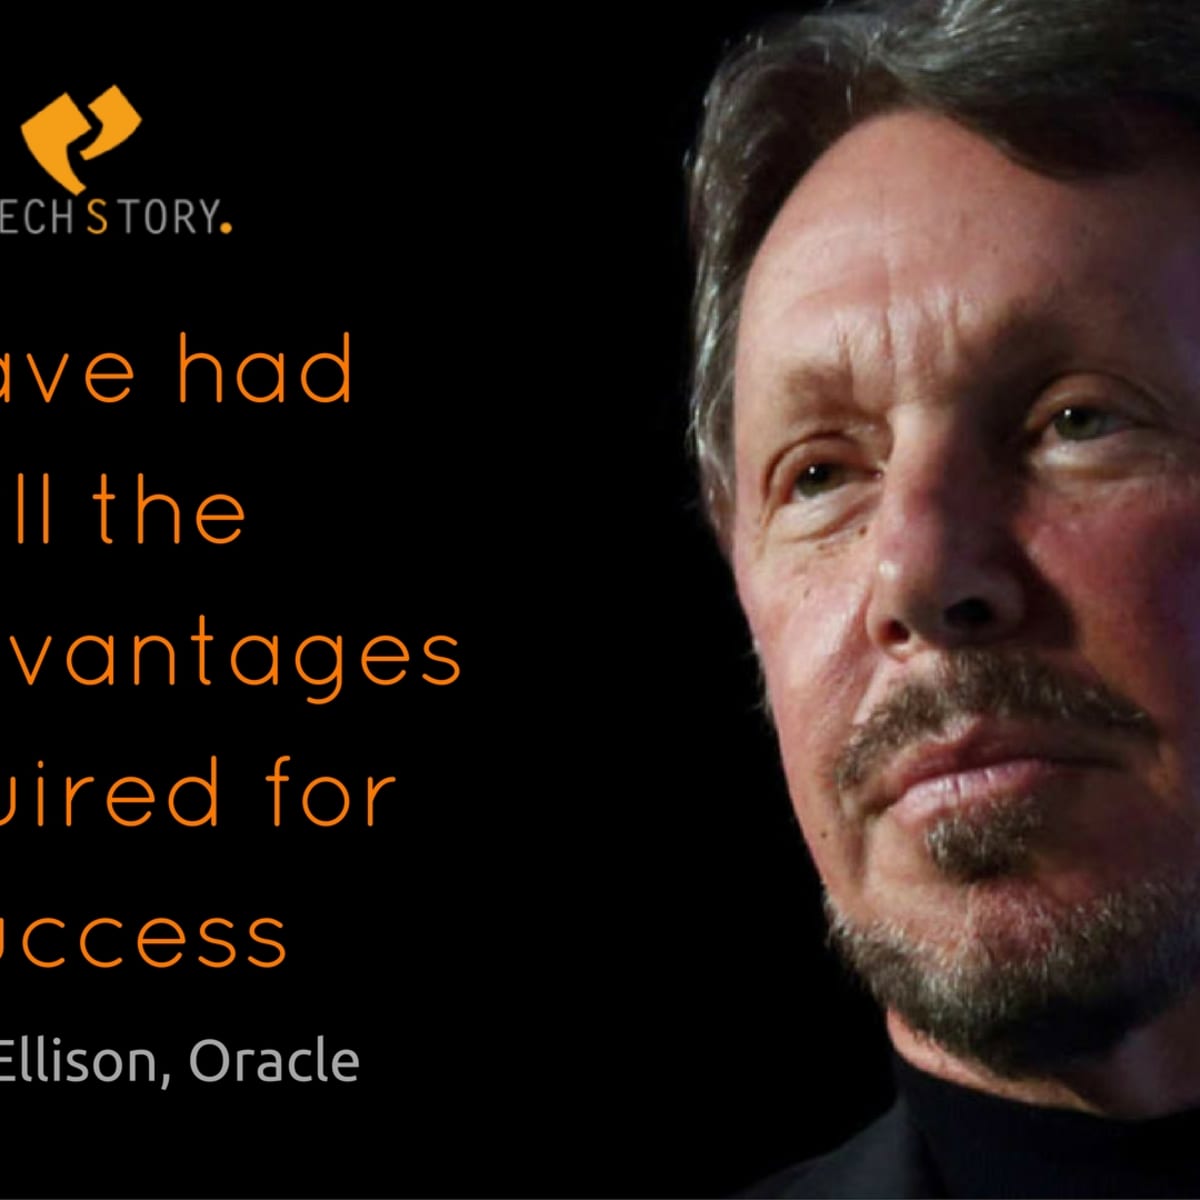 ECH STORY.
ave had
ll the
vantages
uired for
uccess
Ellison, Oracle